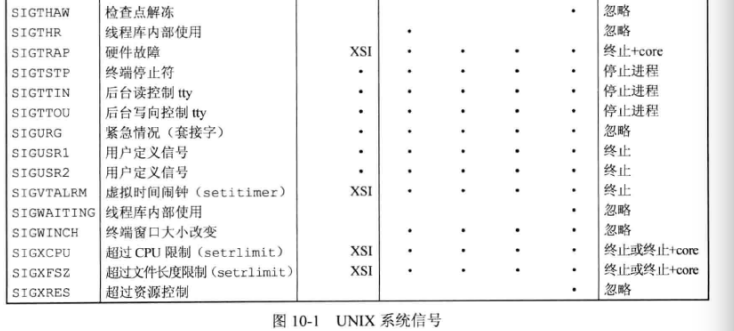 SIGTHAW 检查点解冻 • 忽略
SIGTHR 线程库内部使用 • 忽略
SIGTRAP 硬件故障 XSI • • • • 终止+core
SIGTSTP 终端停止符 • • • • • 停止进程
SIGTTIN 后台读控制 tty • • • • • 停止进程
SIGTTOU 后台写向控制 tty • • • • • 停止进程
SIGURG 紧急情况（套接字） • • • • • 忽略
SIGUSR1 用户定义信号 • • • • • 终止
SIGUSR2 用户定义信号 • • • • • 终止
SIGVTALRM 虚拟时间闹钟（setitimer） XSI • • • • 终止
SIGWAITING 线程库内部使用 • 忽略
SIGWINCH 终端窗口大小改变 • • • • 忽略
SIGXCPU 超过 CPU 限制（setrlimit） XSI • • • • 终止或终止+core
SIGXFSZ 超过文件长度限制（setrlimit） XSI • • • • 终止或终止+core
SIGXRES 超过资源控制 • 忽略
图 10-1 UNIX 系统信号